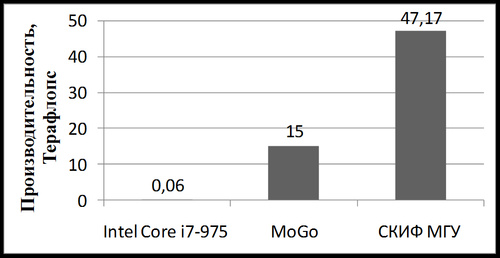 Производительность,
Терафлопс
50
40
30
20
10
0
0,06
15
47,17
Intel Core i7-975
MoGo
СКИФ МГУ